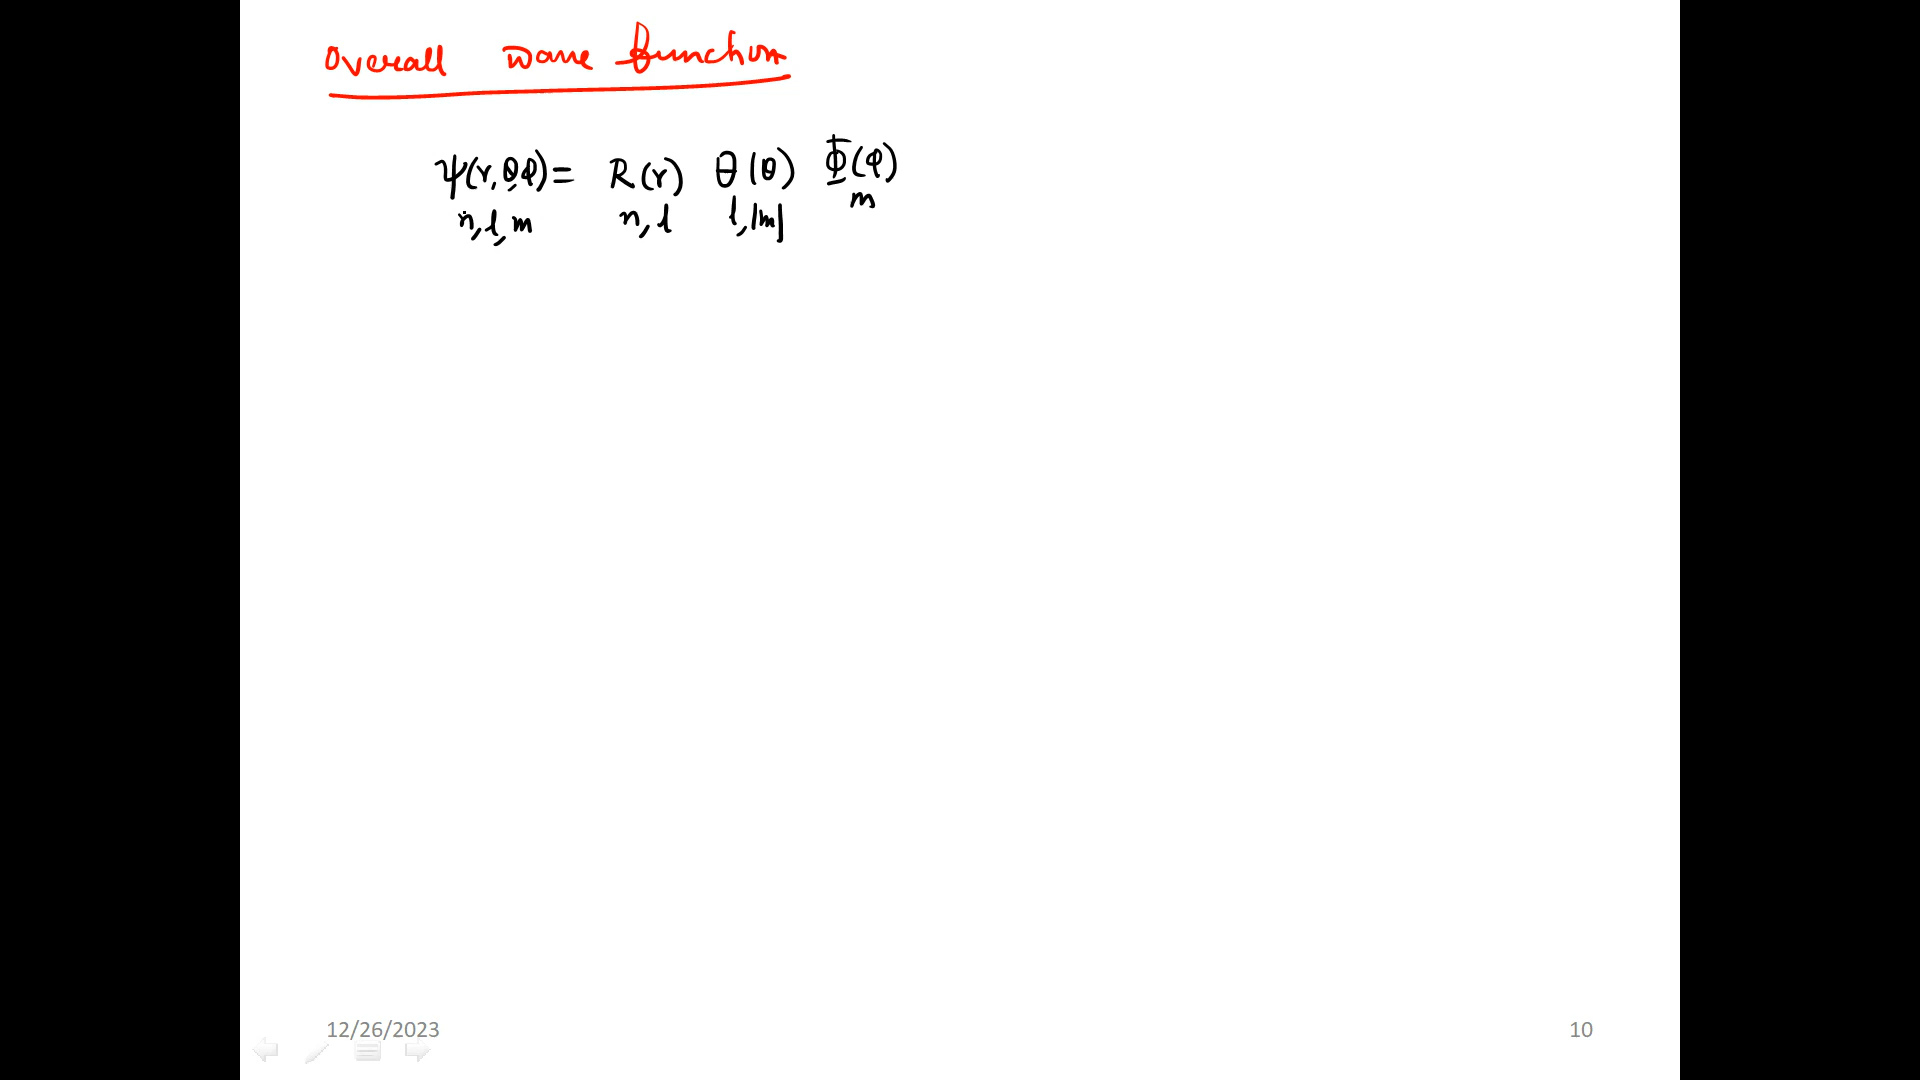 Overall wave function
ψ(r, θ, φ) = R(r) Θ(θ) Φ(φ)
n, l, m n, l l, |m| m
12/26/2023 10